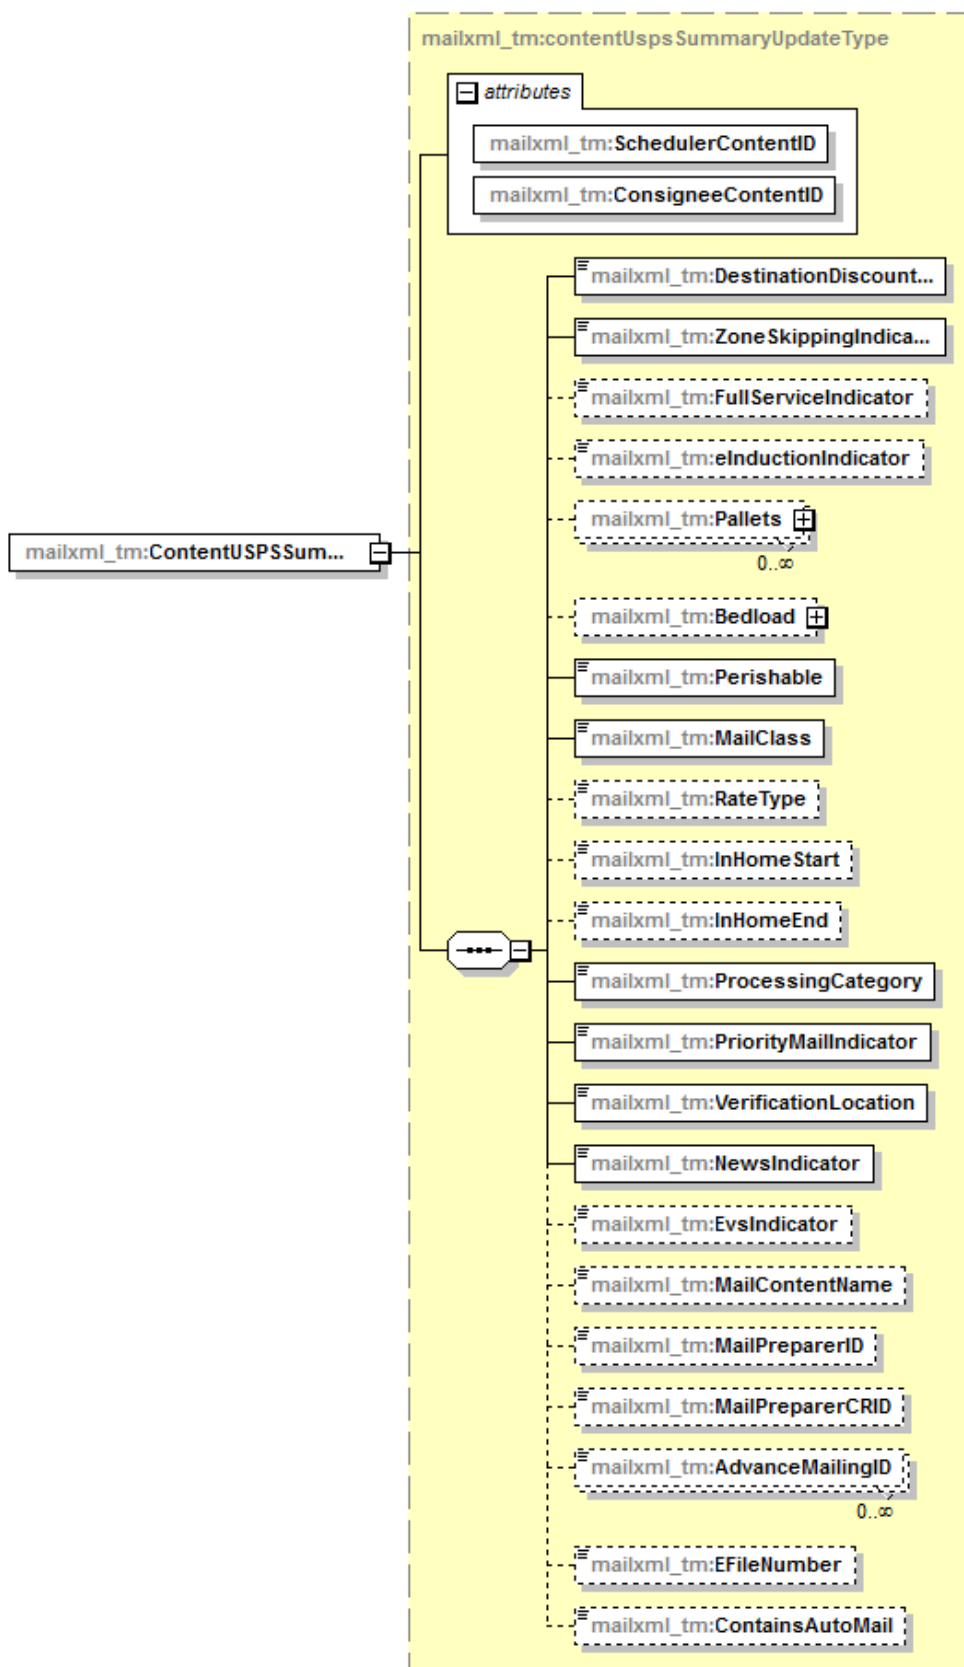 mailxml_tm:contentUspsSummaryUpdateType
attributes
mailxml_tm:SchedulerContentID
mailxml_tm:ConsigneeContentID
mailxml_tm:DestinationDiscount...
mailxml_tm:ZoneSkippingIndica...
mailxml_tm:FullServiceIndicator
mailxml_tm:eInductionIndicator
mailxml_tm:Pallets
0..∞
mailxml_tm:ContentUSPSSum...
mailxml_tm:Bedload
mailxml_tm:Perishable
mailxml_tm:MailClass
mailxml_tm:RateType
mailxml_tm:InHomeStart
mailxml_tm:InHomeEnd
mailxml_tm:ProcessingCategory
mailxml_tm:PriorityMailIndicator
mailxml_tm:VerificationLocation
mailxml_tm:NewsIndicator
mailxml_tm:EvsIndicator
mailxml_tm:MailContentName
mailxml_tm:MailPreparerID
mailxml_tm:MailPreparerCRID
mailxml_tm:AdvanceMailingID
0..∞
mailxml_tm:EFileNumber
mailxml_tm:ContainsAutoMail